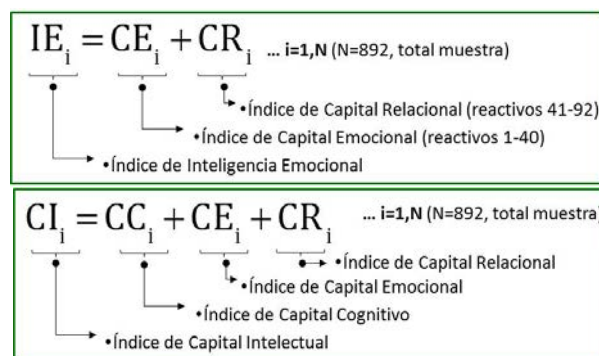 IEᵢ = CEᵢ + CRᵢ ... i=1,N (N=892, total muestra)
•Índice de Capital Relacional (reactivos 41-92)
•Índice de Capital Emocional (reactivos 1-40)
•Índice de Inteligencia Emocional
CIᵢ = CCᵢ + CEᵢ + CRᵢ ... i=1,N (N=892, total muestra)
•Índice de Capital Relacional
•Índice de Capital Emocional
•Índice de Capital Cognitivo
•Índice de Capital Intelectual